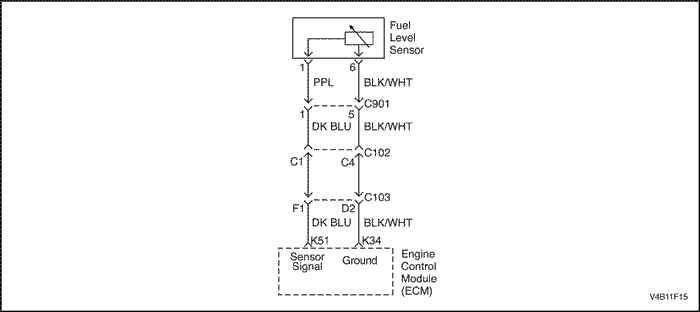 Fuel
Level
Sensor
1 6
PPL BLK/WHT
C901
1 5
DK BLU BLK/WHT
C102
C1 C4
C103
F1 D2
DK BLU BLK/WHT
K51 K34
Sensor
Signal
Ground
Engine
Control
Module
(ECM)
V4B11F15